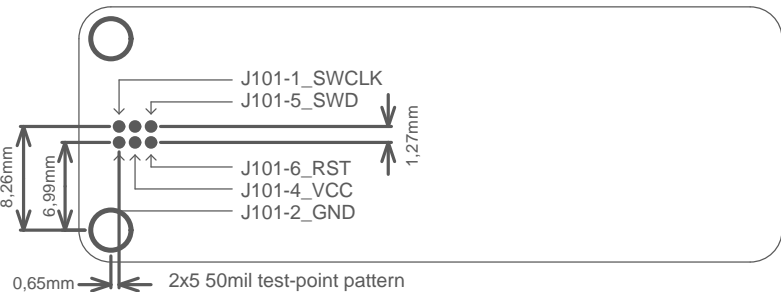 J101-1_SWCLK
J101-5_SWD
1,27mm
8,26mm
6,99mm
J101-6_RST
J101-4_VCC
J101-2_GND
0,65mm
2x5 50mil test-point pattern